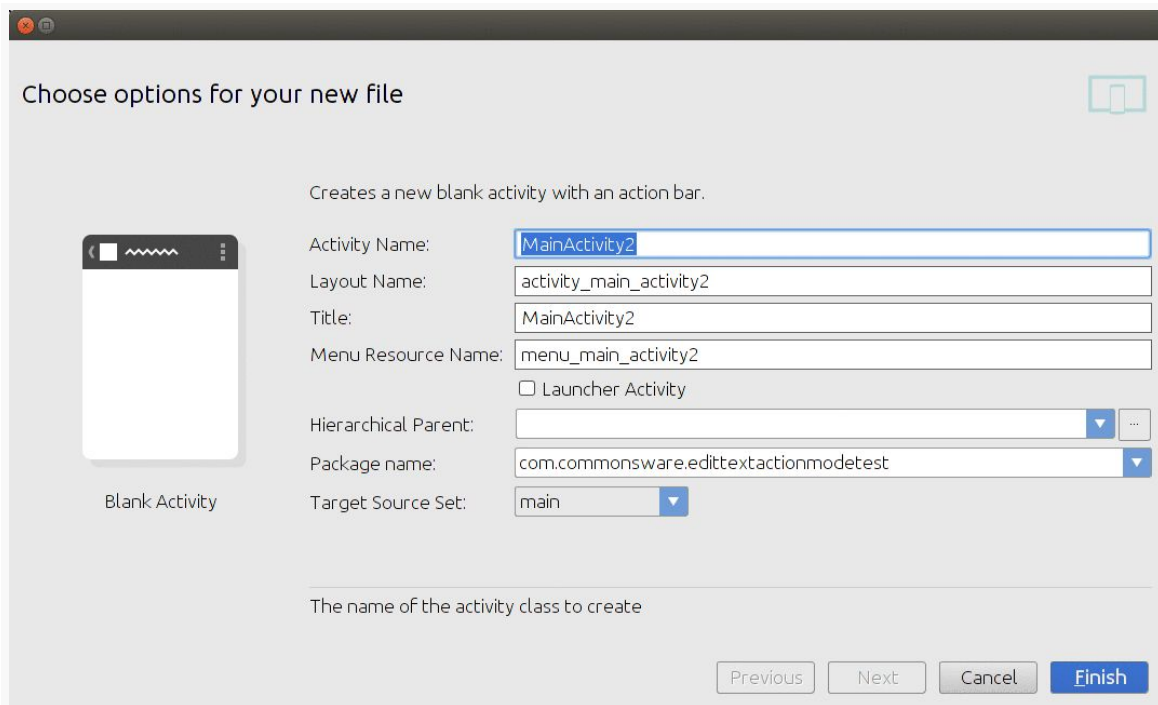 Choose options for your new file
Creates a new blank activity with an action bar.
Activity Name: MainActivity2
Layout Name: activity_main_activity2
Title: MainActivity2
Menu Resource Name: menu_main_activity2
Launcher Activity
Hierarchical Parent: ...
Package name: com.commonsware.edittextactionmodetest
Blank Activity
Target Source Set: main
The name of the activity class to create
Previous Next Cancel Finish